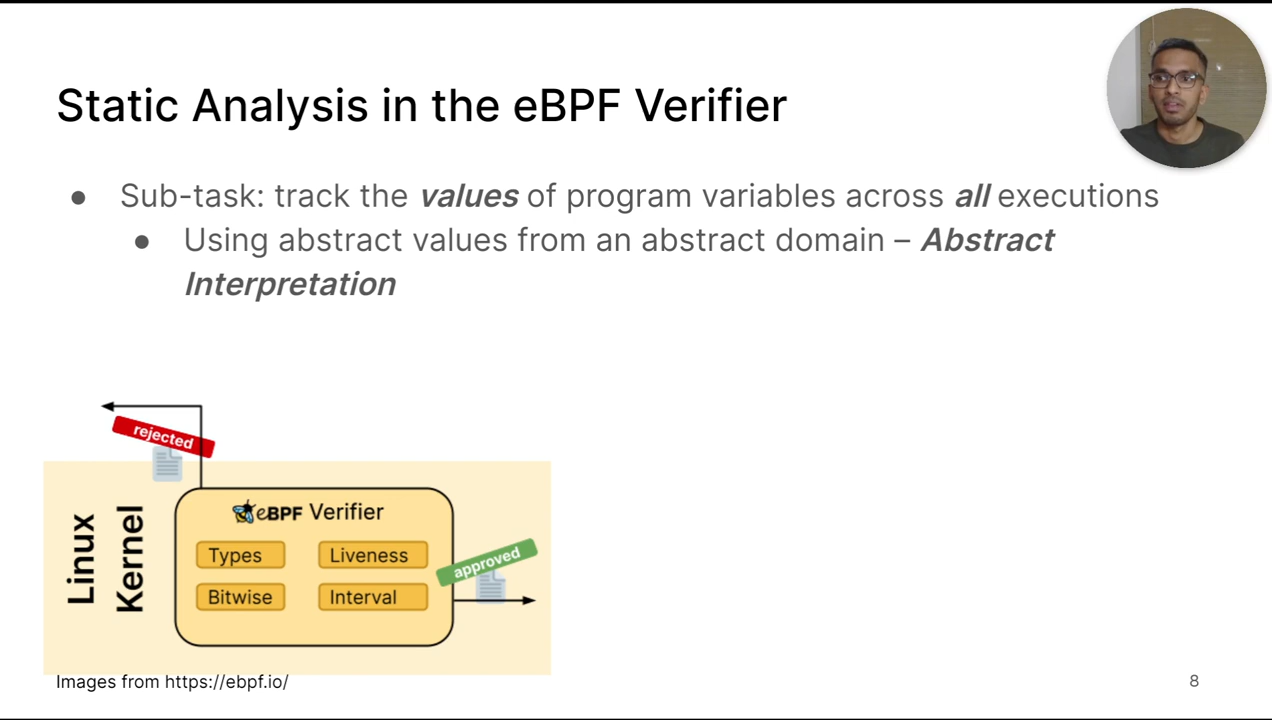 Static Analysis in the eBPF Verifier
● Sub-task: track the values of program variables across all executions
● Using abstract values from an abstract domain – Abstract
Interpretation
rejected
Linux
Kernel
eBPF Verifier
Types
Liveness
Bitwise
Interval
approved
Images from https://ebpf.io/
8